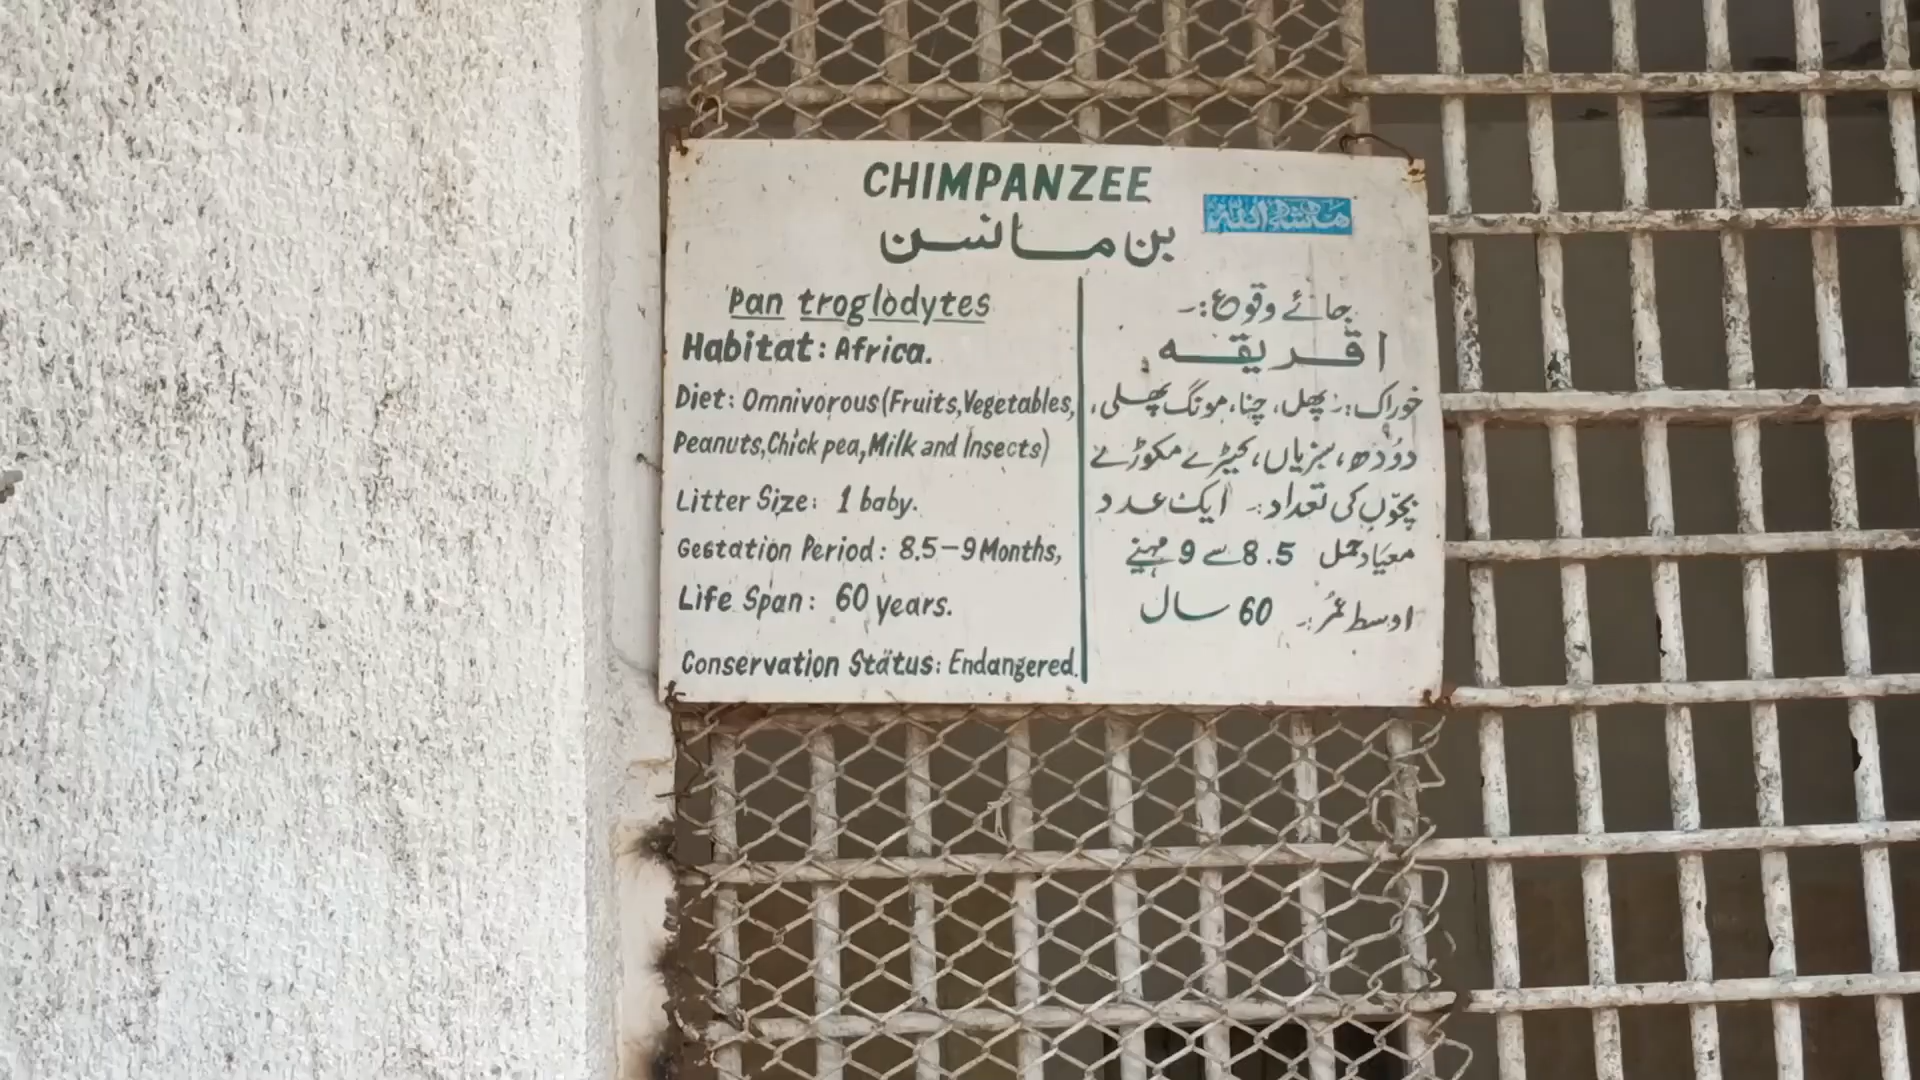 CHIMPANZEE
بن مانس
ماشاءاللہ
Pan troglodytes
Habitat: Africa.
Diet: Omnivorous(Fruits,Vegetables,
Peanuts,Chick pea,Milk and Insects)
Litter Size: 1 baby.
Gestation Period: 8.5-9 Months,
Life Span: 60 years.
Conservation Status: Endangered.
جائے وقوع:۔
افریقہ
خوراک:۔ پھل، چنا، مونگ پھلی،
دودھ، سبزیاں، کیڑے مکوڑے
بچوں کی تعداد:۔ ایک عدد
معیاد حمل 8.5 سے 9 مہینے
اوسط عمر:۔ 60 سال